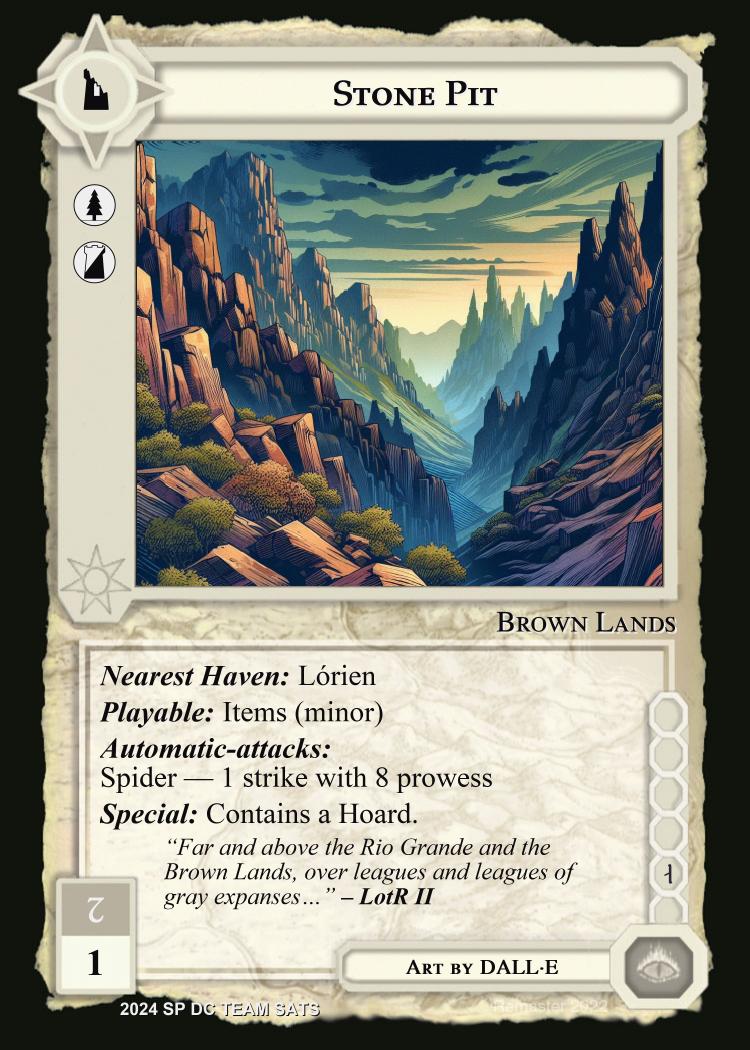 Stone Pit
Brown Lands
Nearest Haven: Lórien
Playable: Items (minor)
Automatic-attacks:
Spider — 1 strike with 8 prowess
Special: Contains a Hoard.
“Far and above the Rio Grande and the
Brown Lands, over leagues and leagues of
gray expanses…” – LotR II
1
Art by DALL·E
2024 SP DC TEAM SATS